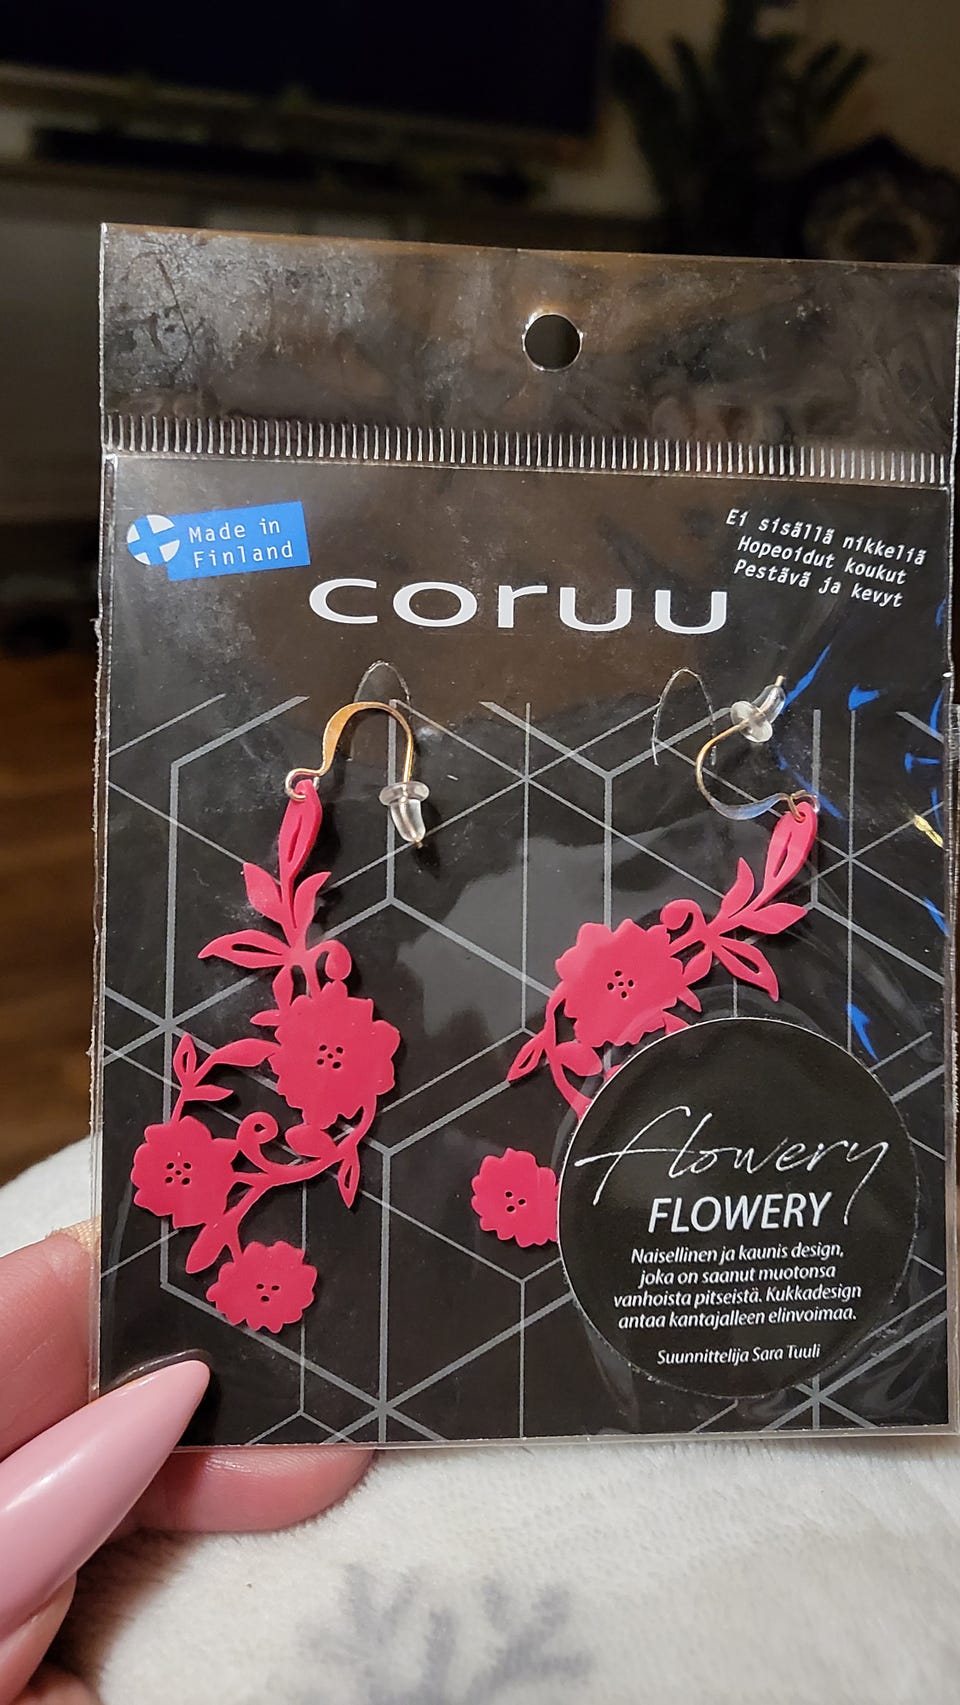 Made in
Finland
Ei sisällä nikkeliä
Hopeoidut koukut
Pestävä ja kevyt
coruu
flowery
FLOWERY
Naisellinen ja kaunis design,
joka on saanut muotonsa
vanhoista pitseistä. Kukkadesign
antaa kantajalleen elinvoimaa.
Suunnittelija Sara Tuuli